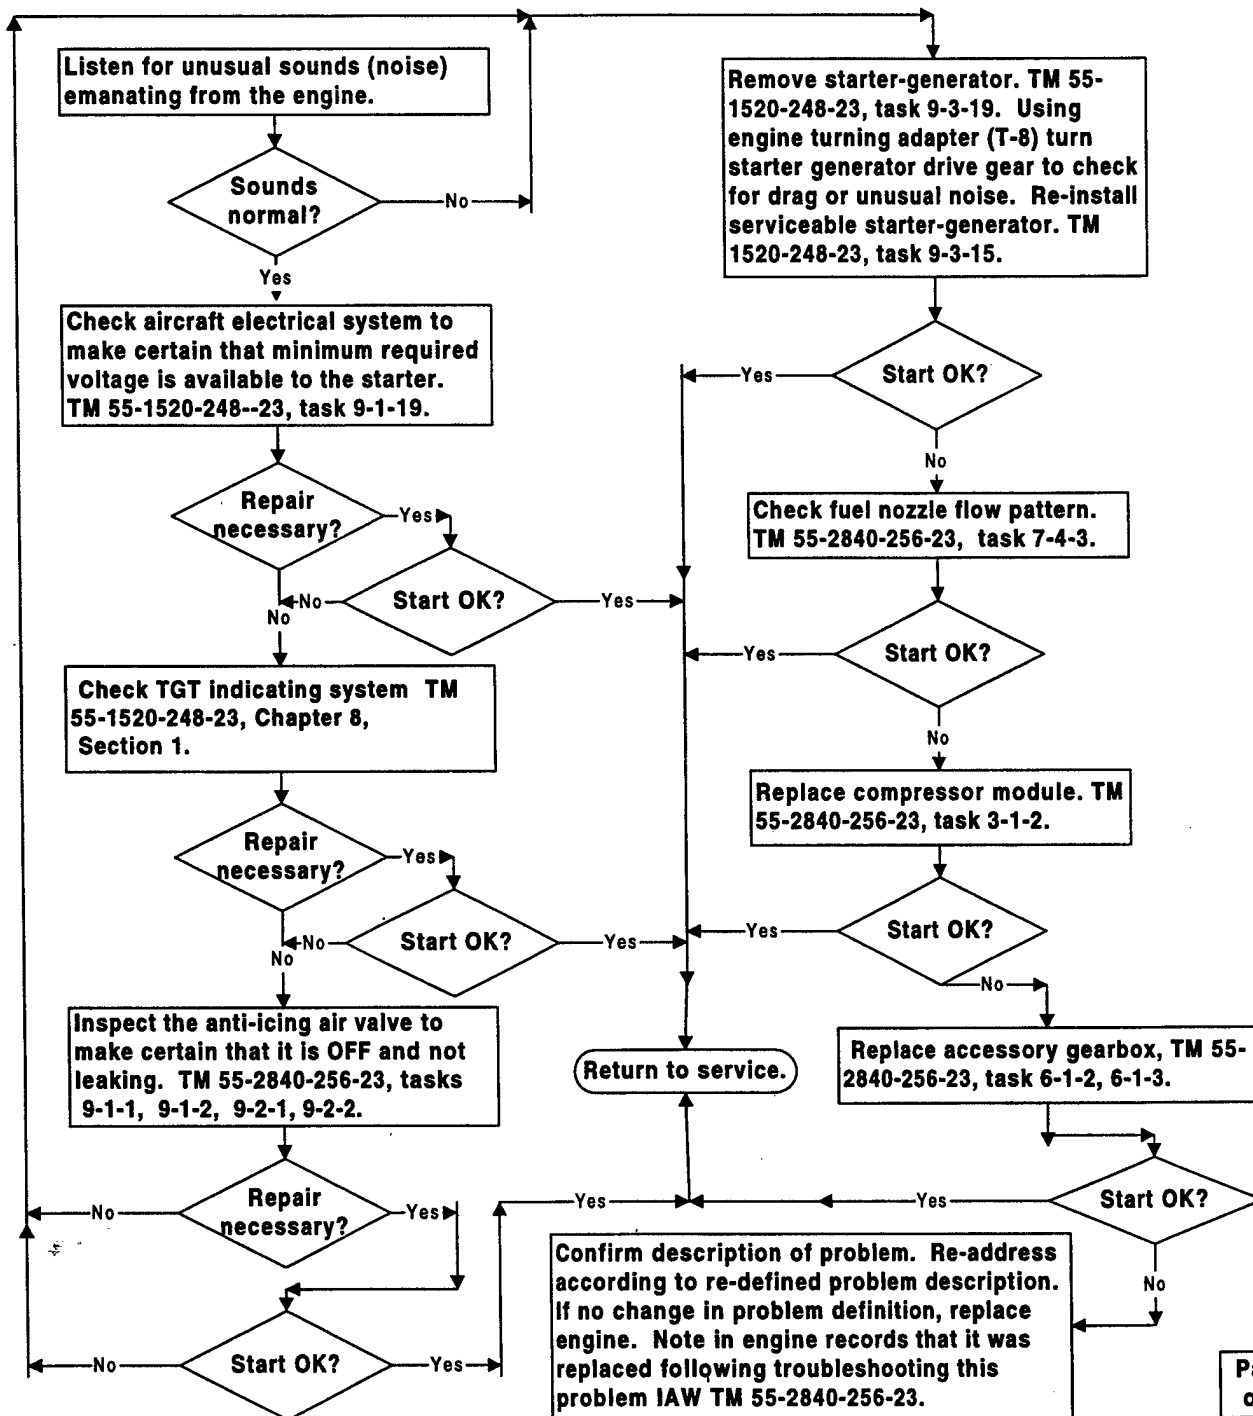 Listen for unusual sounds (noise)
emanating from the engine.
Sounds
normal?
No
Yes
Check aircraft electrical system to
make certain that minimum required
voltage is available to the starter.
TM 55-1520-248--23, task 9-1-19.
Repair
necessary?
Yes
Start OK?
No
Yes
No
Check TGT indicating system TM
55-1520-248-23, Chapter 8,
Section 1.
Repair
necessary?
Yes
Start OK?
No
Yes
No
Inspect the anti-icing air valve to
make certain that it is OFF and not
leaking. TM 55-2840-256-23, tasks
9-1-1, 9-1-2, 9-2-1, 9-2-2.
Repair
necessary?
No
Yes
Start OK?
No
Yes
Yes
Remove starter-generator. TM 55-
1520-248-23, task 9-3-19. Using
engine turning adapter (T-8) turn
starter generator drive gear to check
for drag or unusual noise. Re-install
serviceable starter-generator. TM
1520-248-23, task 9-3-15.
Start OK?
Yes
No
Check fuel nozzle flow pattern.
TM 55-2840-256-23, task 7-4-3.
Start OK?
Yes
No
Replace compressor module. TM
55-2840-256-23, task 3-1-2.
Start OK?
Yes
No
Replace accessory gearbox, TM 55-
2840-256-23, task 6-1-2, 6-1-3.
Start OK?
Yes
No
Return to service.
Confirm description of problem. Re-address
according to re-defined problem description.
If no change in problem definition, replace
engine. Note in engine records that it was
replaced following troubleshooting this
problem IAW TM 55-2840-256-23.